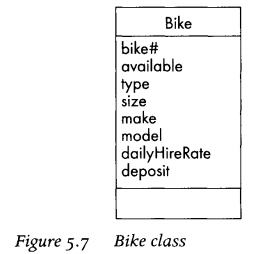 Bike
bike#
available
type
size
make
model
dailyHireRate
deposit
Figure 5.7 Bike class